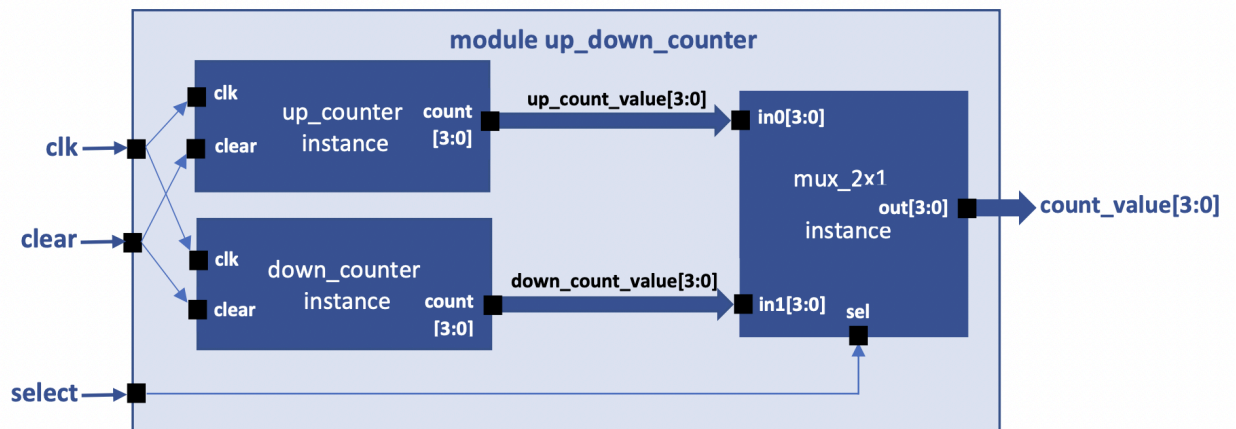 module up_down_counter
clk
clear
select
clk
clear
up_counter
instance
count
[3:0]
up_count_value[3:0]
clk
clear
down_counter
instance
count
[3:0]
down_count_value[3:0]
in0[3:0]
mux_2x1
instance
out[3:0]
in1[3:0]
sel
count_value[3:0]